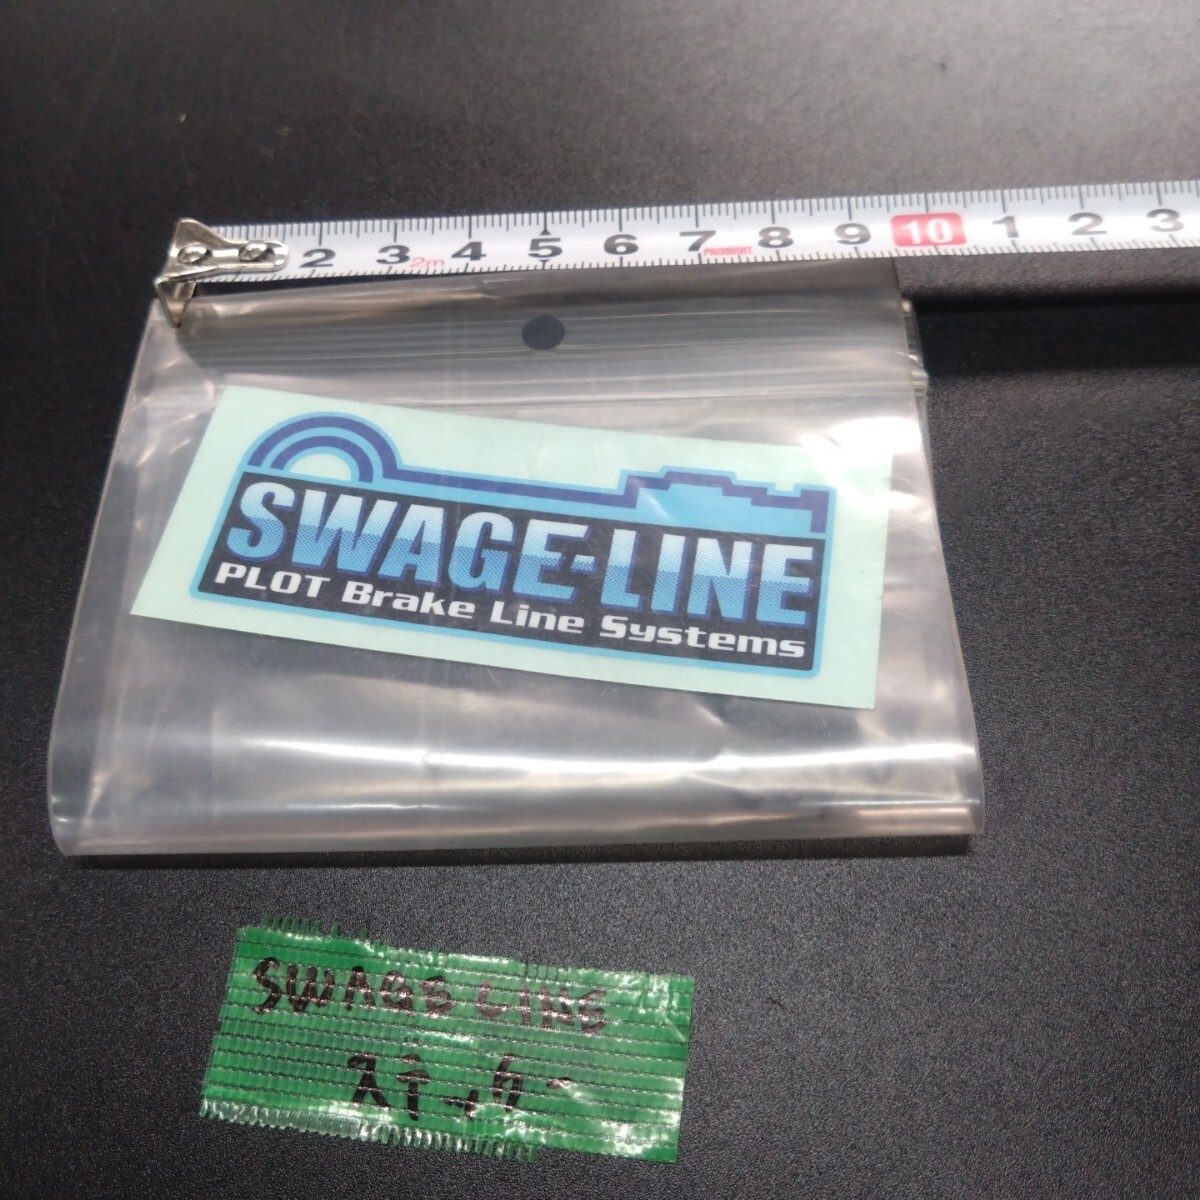 2 3 4 5 6 7 8 9 10 1 2 3
2m PROMART
SWAGE-LINE
PLOT Brake Line Systems
SWAGE LINE
ステッカー